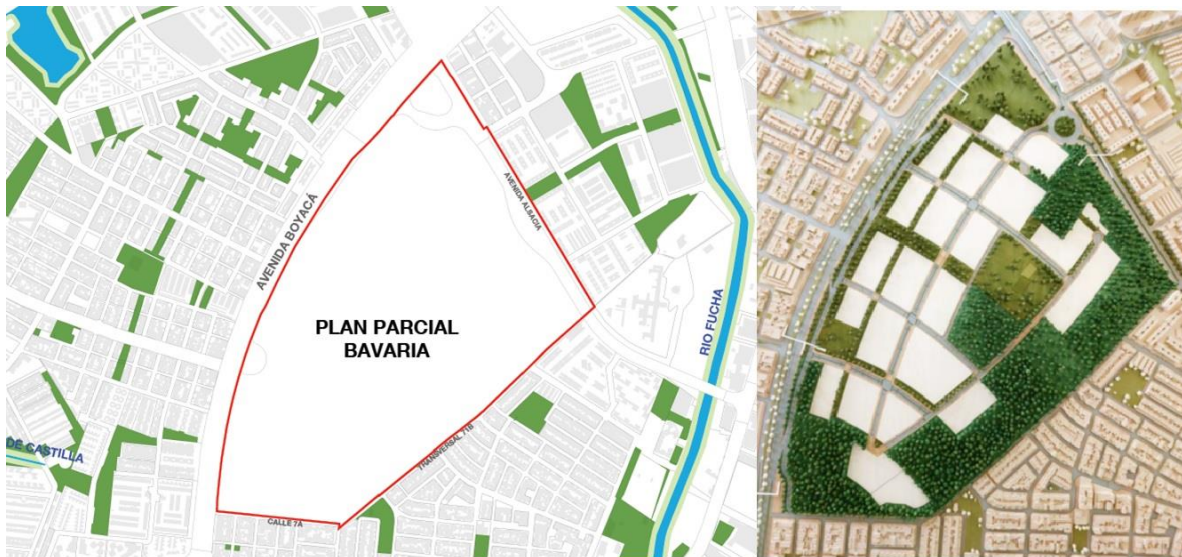 AVENIDA BOYACÁ
AVENIDA ALSACIA
PLAN PARCIAL
BAVARIA
RIO FUCHA
TRANSVERSAL 71B
DE CASTILLA
CALLE 7A